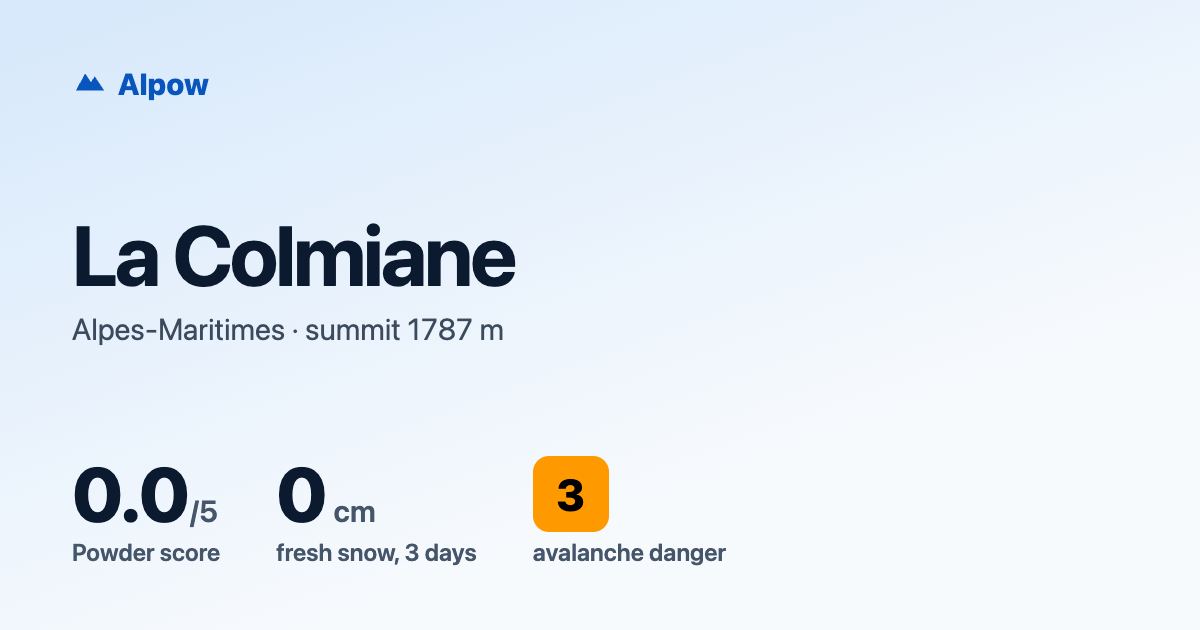 Alpow
La Colmiane
Alpes-Maritimes · summit 1787 m
0.0/5
Powder score
0 cm
fresh snow, 3 days
3
avalanche danger